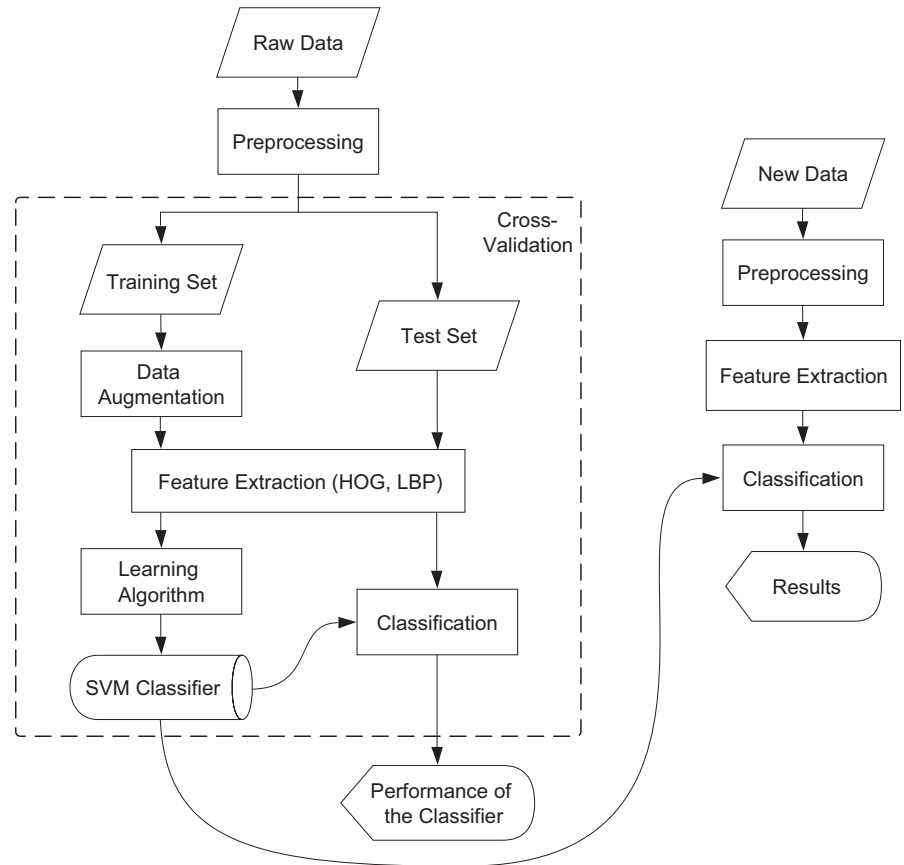 Raw Data
Preprocessing
Cross-
Validation
Training Set
Test Set
Data
Augmentation
Feature Extraction (HOG, LBP)
Learning
Algorithm
Classification
SVM Classifier
Performance of
the Classifier
New Data
Preprocessing
Feature Extraction
Classification
Results